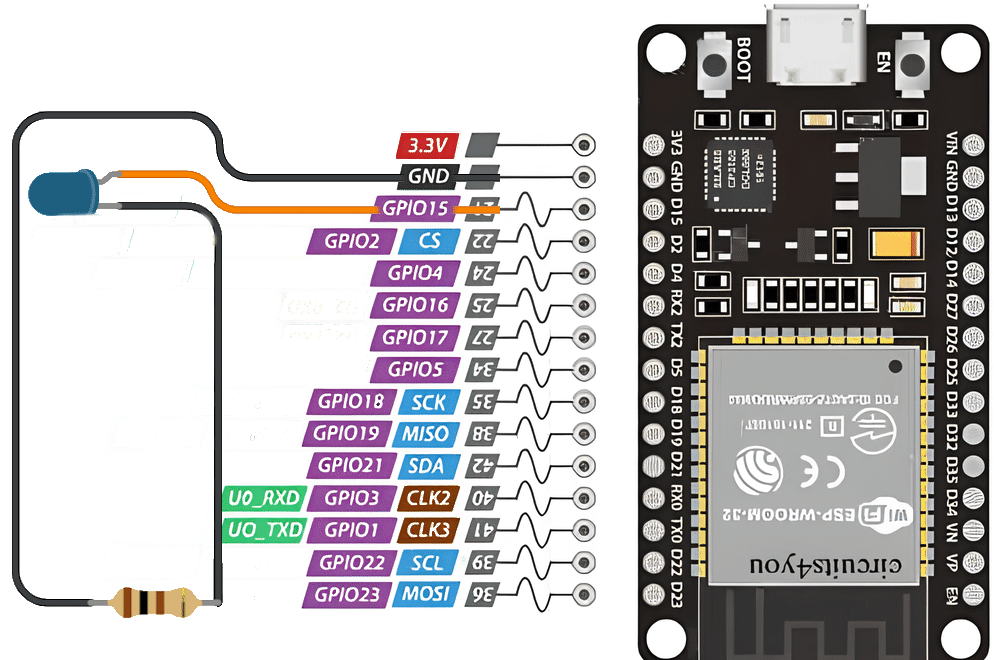 BOOT
EN
3.3V
GND
GPIO15
GPIO2 CS 22
GPIO4 24
GPIO16 25
GPIO17 27
GPIO5 34
GPIO18 SCK 35
GPIO19 MISO 38
GPIO21 SDA 42
U0_RXD GPIO3 CLK2 40
UO_TXD GPIO1 CLK3 41
GPIO22 SCL 39
GPIO23 MOSI 36
3V3 GND D15 D2 D4 RX2 TX2 D5 D18 D19 D21 RX0 TX0 D22 D23
VIN GND D13 D12 D14 D27 D26 D25 D33 D32 D35 D34 VN VP EN
WiFi ESP-WROOM-32
CE
circuits4you